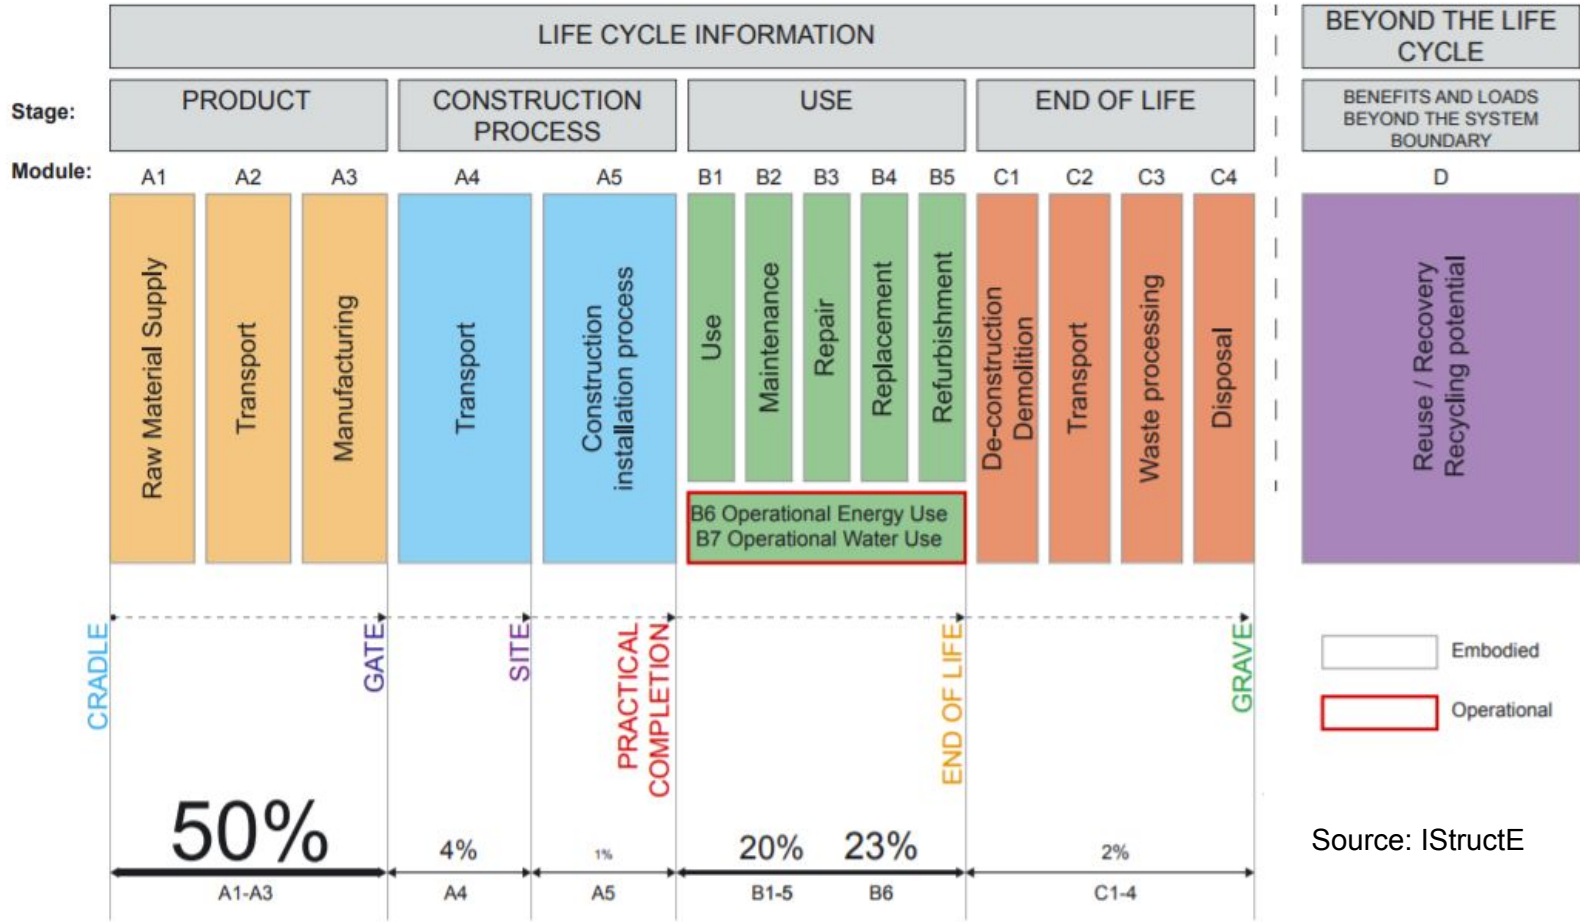 LIFE CYCLE INFORMATION
BEYOND THE LIFE
CYCLE
Stage:
PRODUCT
CONSTRUCTION
PROCESS
USE
END OF LIFE
BENEFITS AND LOADS
BEYOND THE SYSTEM
BOUNDARY
Module:
A1
A2
A3
A4
A5
B1
B2
B3
B4
B5
C1
C2
C3
C4
D
Raw Material Supply
Transport
Manufacturing
Transport
Construction
installation process
Use
Maintenance
Repair
Replacement
Refurbishment
De-construction
Demolition
Transport
Waste processing
Disposal
Reuse / Recovery
Recycling potential
B6 Operational Energy Use
B7 Operational Water Use
CRADLE
GATE
SITE
PRACTICAL
COMPLETION
END OF LIFE
GRAVE
Embodied
Operational
50%
4%
1%
20%
23%
2%
Source: IStructE
A1-A3
A4
A5
B1-5
B6
C1-4